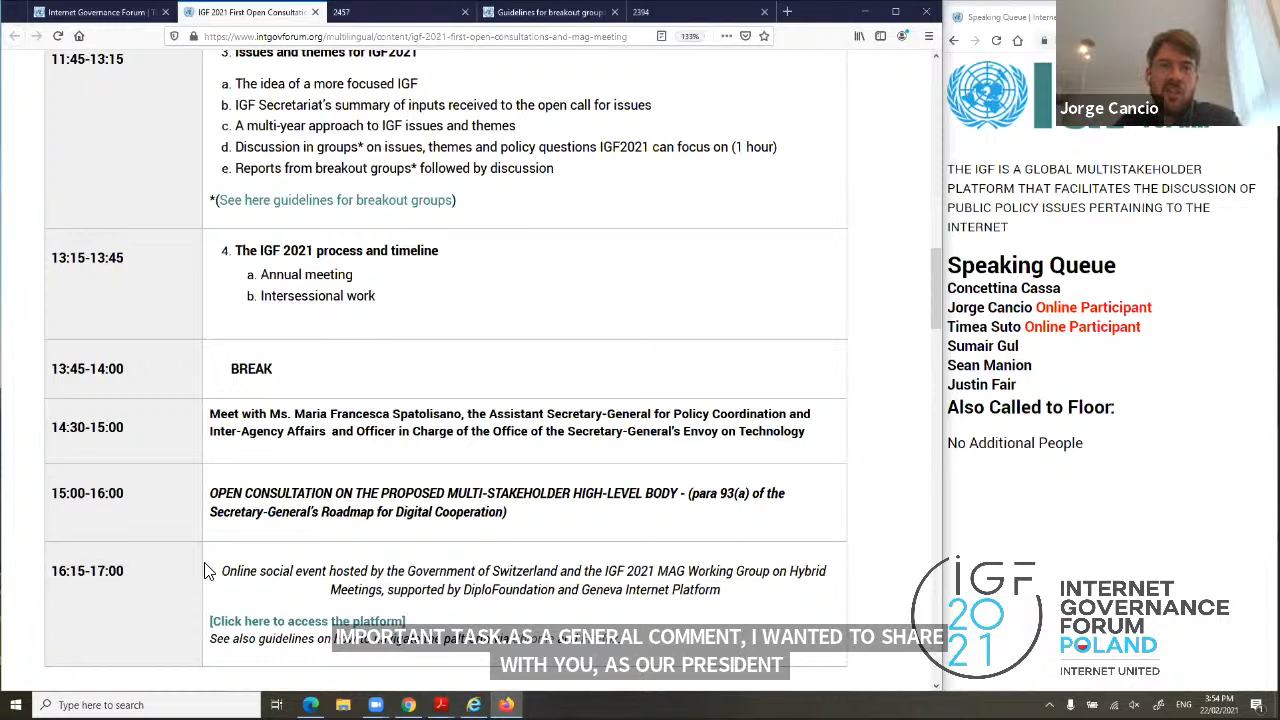 Internet Governance Forum | Un
IGF 2021 First Open Consultatio
2457
Guidelines for breakout group
2394
Speaking Queue | Interne
https://www.intgovforum.org/multilingual/content/igf-2021-first-open-consultations-and-mag-meeting
133%
11:45-13:15
3. Issues and themes for IGF2021
a. The idea of a more focused IGF
b. IGF Secretariat's summary of inputs received to the open call for issues
c. A multi-year approach to IGF issues and themes
d. Discussion in groups* on issues, themes and policy questions IGF2021 can focus on (1 hour)
e. Reports from breakout groups* followed by discussion
*(See here guidelines for breakout groups)
13:15-13:45
4. The IGF 2021 process and timeline
a. Annual meeting
b. Intersessional work
13:45-14:00
BREAK
14:30-15:00
Meet with Ms. Maria Francesca Spatolisano, the Assistant Secretary-General for Policy Coordination and
Inter-Agency Affairs and Officer in Charge of the Office of the Secretary-General's Envoy on Technology
15:00-16:00
OPEN CONSULTATION ON THE PROPOSED MULTI-STAKEHOLDER HIGH-LEVEL BODY - (para 93(a) of the
Secretary-General's Roadmap for Digital Cooperation)
16:15-17:00
Online social event hosted by the Government of Switzerland and the IGF 2021 MAG Working Group on Hybrid
Meetings, supported by DiploFoundation and Geneva Internet Platform
[Click here to access the platform]
See also guidelines on
IMPORTANT TASK AS A GENERAL COMMENT, I WANTED TO SHARE
WITH YOU, AS OUR PRESIDENT
Jorge Cancio
THE IGF IS A GLOBAL MULTISTAKEHOLDER
PLATFORM THAT FACILITATES THE DISCUSSION OF
PUBLIC POLICY ISSUES PERTAINING TO THE
INTERNET
Speaking Queue
Concettina Cassa
Jorge Cancio Online Participant
Timea Suto Online Participant
Sumair Gul
Sean Manion
Justin Fair
Also Called to Floor:
No Additional People
IGF
2021
INTERNET
GOVERNANCE
FORUM
POLAND
INTERNET UNITED
Type here to search
ENG
3:54 PM
22/02/2021